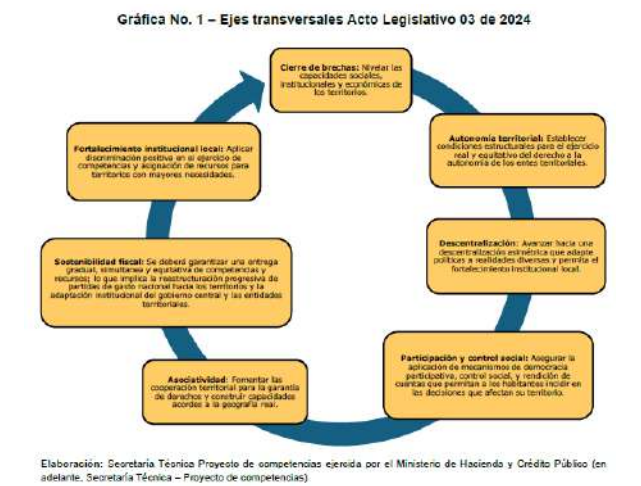 Gráfica No. 1 – Ejes transversales Acto Legislativo 03 de 2024
Cierre de brechas: Nivelar las
capacidades sociales,
institucionales y económicas de
los territorios.
Autonomía territorial: Establecer
condiciones estructurales para el ejercicio
real y equitativo del derecho a la
autonomía de los entes territoriales.
Descentralización: Avanzar hacia una
descentralización asimétrica que adapte
políticas a realidades diversas y permita el
fortalecimiento institucional local.
Participación y control social: Asegurar la
aplicación de mecanismos de democracia
participativa, control social, y rendición de
cuentas que permitan a los habitantes incidir en
las decisiones que afectan su territorio.
Asociatividad: Fomentar las
cooperación territorial para la garantía
de derechos y construir capacidades
acordes a la geografía real.
Sostenibilidad fiscal: Se deberá garantizar una entrega
gradual, simultanea y equitativa de competencias y
recursos; lo que implica la reestructuración progresiva de
partidas de gasto nacional hacia los territorios y la
adaptación institucional del gobierno central y las entidades
territoriales.
Fortalecimiento institucional local: Aplicar
discriminación positiva en el ejercicio de
competencias y asignación de recursos para
territorios con mayores necesidades.
Elaboración: Secretaría Técnica Proyecto de competencias ejercida por el Ministerio de Hacienda y Crédito Público (en
adelante, Secretaría Técnica – Proyecto de competencias)